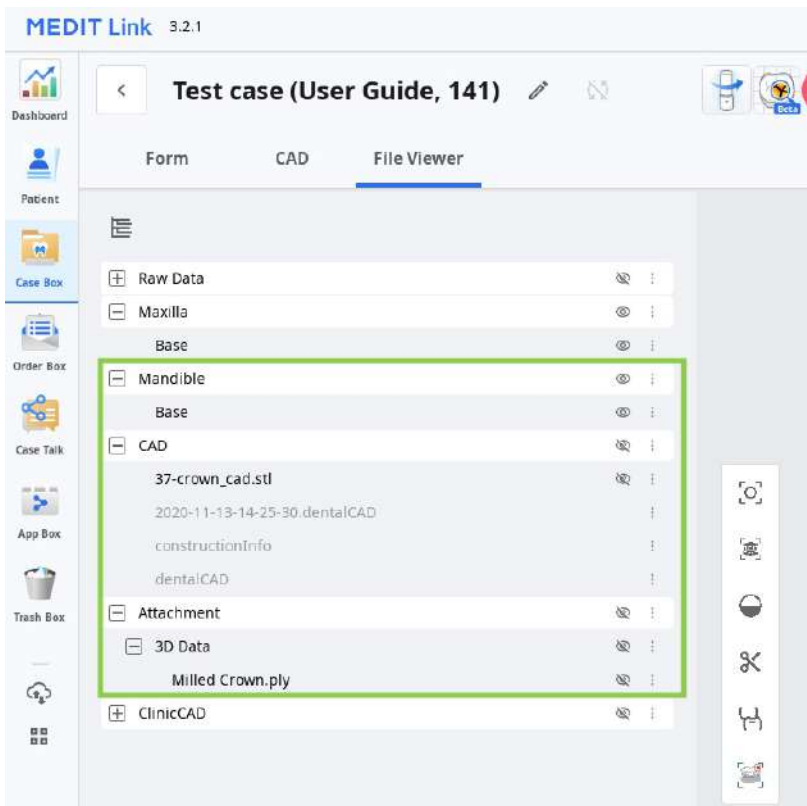 MEDIT Link 3.2.1
Dashboard
Patient
Case Box
Order Box
Case Talk
App Box
Trash Box
Test case (User Guide, 141)
Beta
Form CAD File Viewer
Raw Data
Maxilla
Base
Mandible
Base
CAD
37-crown_cad.stl
2020-11-13-14-25-30.dentalCAD
constructionInfo
dentalCAD
Attachment
3D Data
Milled Crown.ply
ClinicCAD